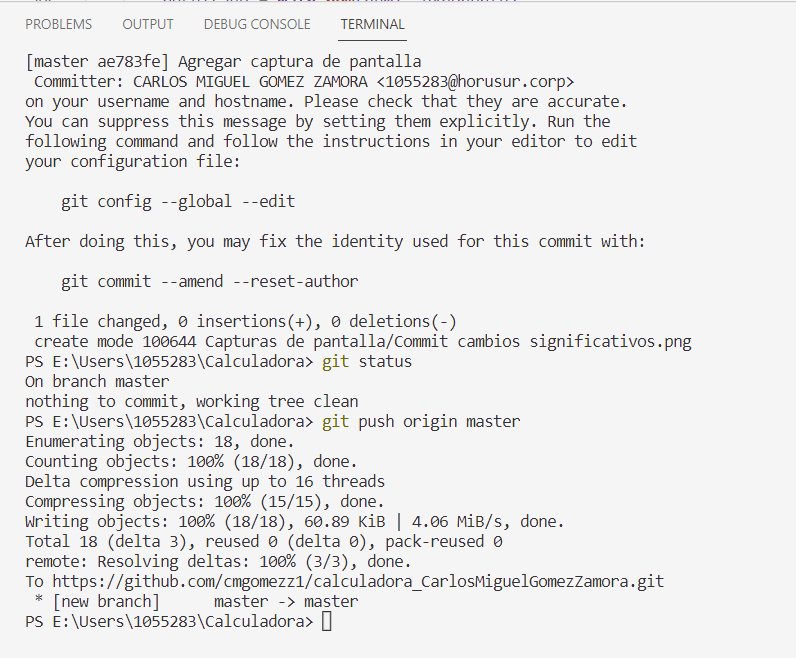 PROBLEMS OUTPUT DEBUG CONSOLE TERMINAL
[master ae783fe] Agregar captura de pantalla
 Committer: CARLOS MIGUEL GOMEZ ZAMORA <1055283@horusur.corp>
on your username and hostname. Please check that they are accurate.
You can suppress this message by setting them explicitly. Run the
following command and follow the instructions in your editor to edit
your configuration file:
    git config --global --edit
After doing this, you may fix the identity used for this commit with:
    git commit --amend --reset-author
 1 file changed, 0 insertions(+), 0 deletions(-)
 create mode 100644 Capturas de pantalla/Commit cambios significativos.png
PS E:\Users\1055283\Calculadora> git status
On branch master
nothing to commit, working tree clean
PS E:\Users\1055283\Calculadora> git push origin master
Enumerating objects: 18, done.
Counting objects: 100% (18/18), done.
Delta compression using up to 16 threads
Compressing objects: 100% (15/15), done.
Writing objects: 100% (18/18), 60.89 KiB | 4.06 MiB/s, done.
Total 18 (delta 3), reused 0 (delta 0), pack-reused 0
remote: Resolving deltas: 100% (3/3), done.
To https://github.com/cmgomezz1/calculadora_CarlosMiguelGomezZamora.git
 * [new branch]      master -> master
PS E:\Users\1055283\Calculadora>